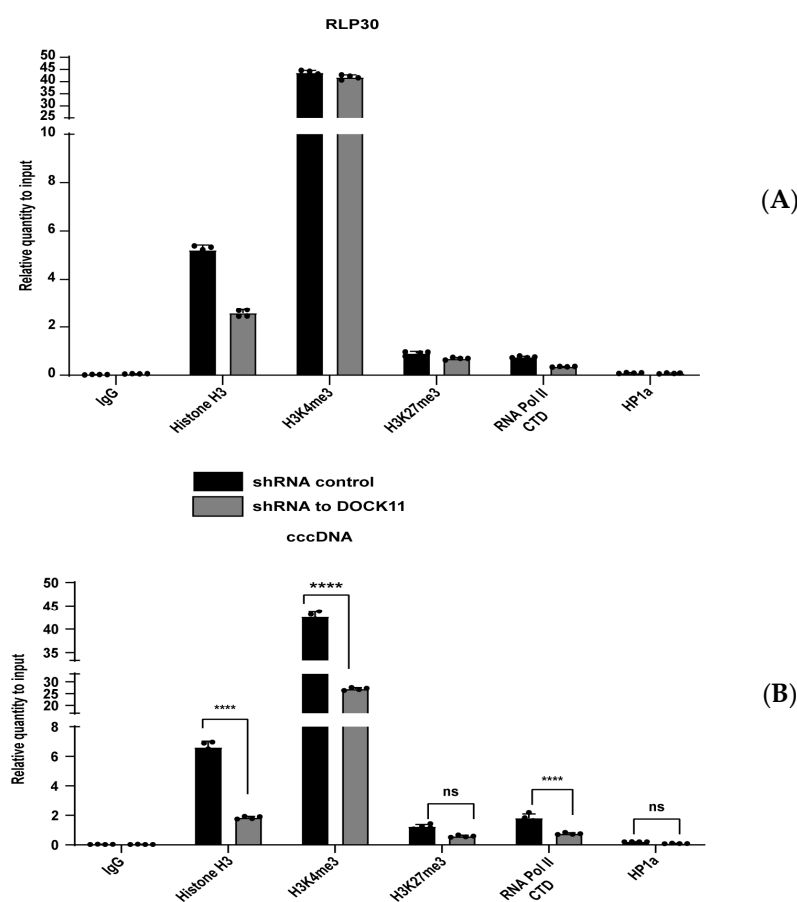 RLP30
50
45
40
35
30
25
10
8
6
4
2
0
Relative quantity to input
IgG
Histone H3
H3K4me3
H3K27me3
RNA Pol II
CTD
HP1a
(A)
shRNA control
shRNA to DOCK11
cccDNA
50
45
40
35
30
25
20
8
6
4
2
0
Relative quantity to input
****
****
ns
****
ns
IgG
Histone H3
H3K4me3
H3K27me3
RNA Pol II
CTD
HP1a
(B)